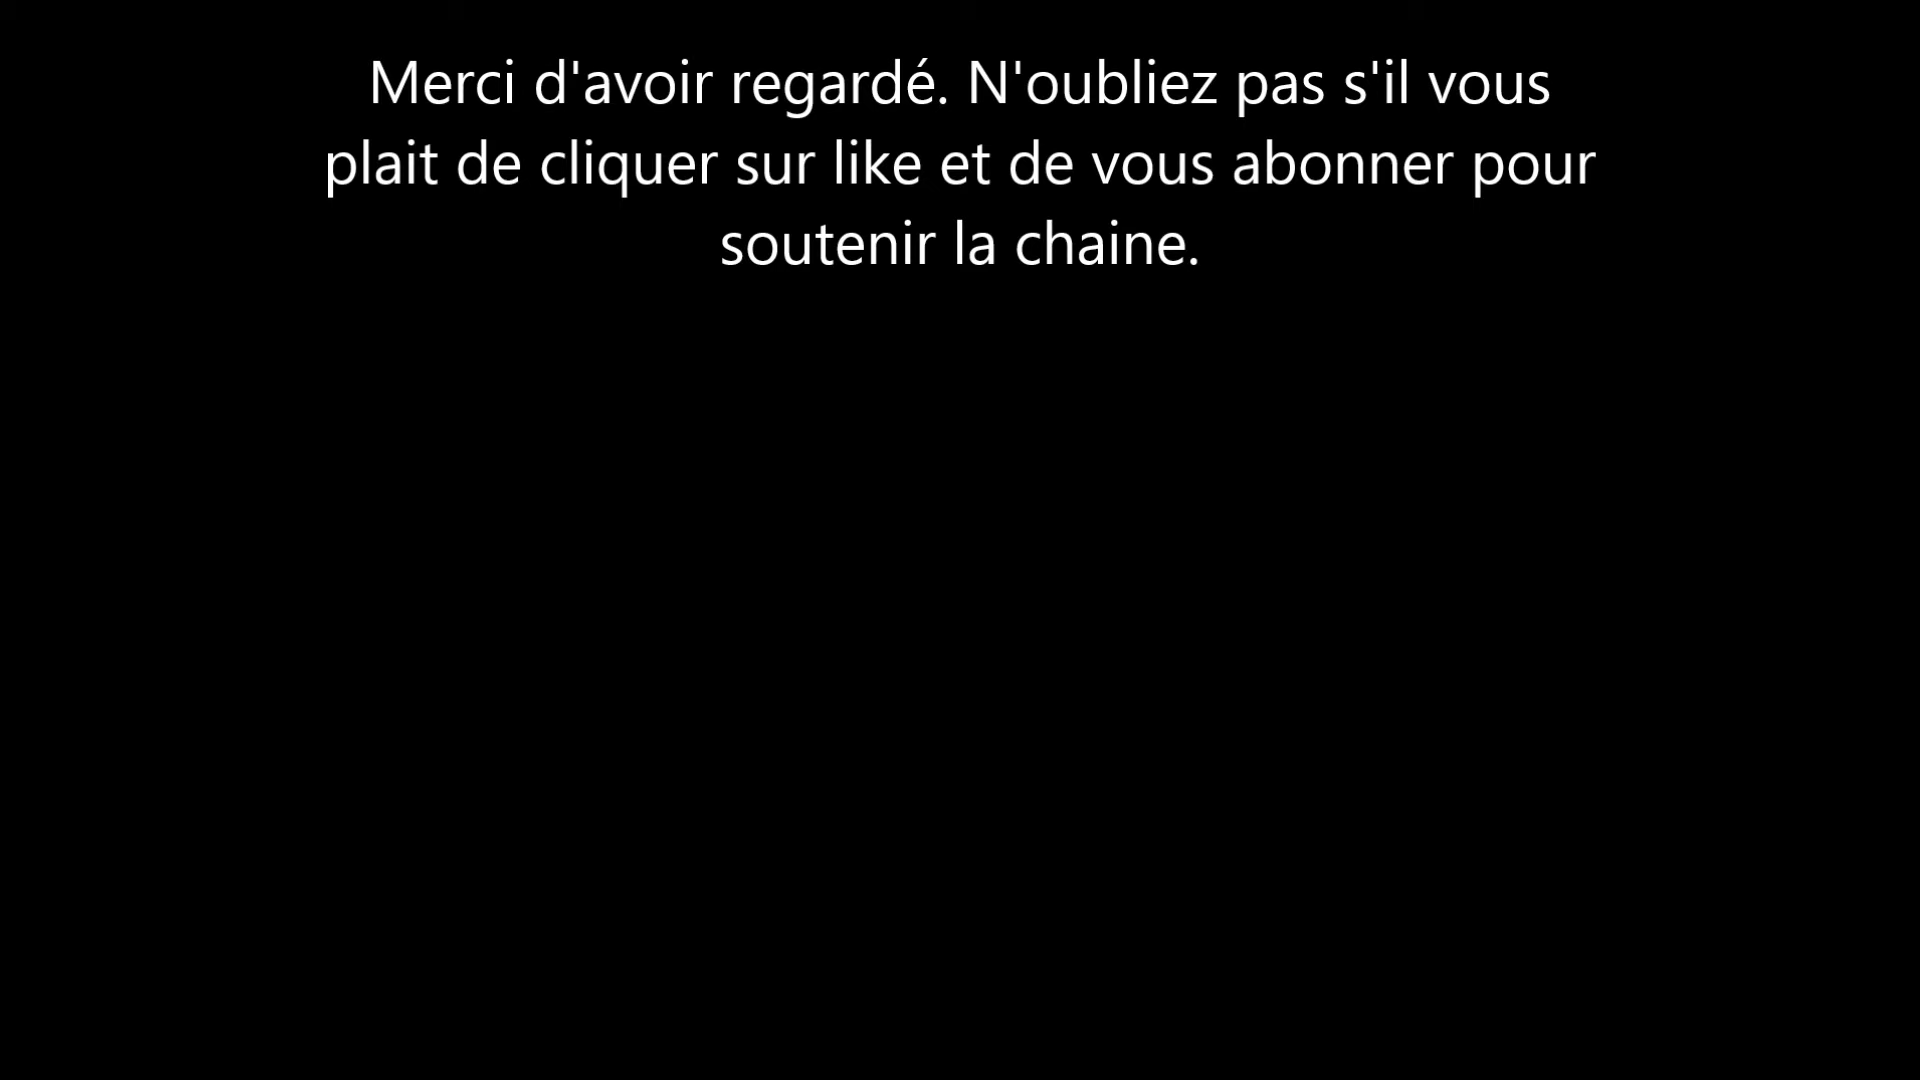 Merci d'avoir regardé. N'oubliez pas s'il vous
plait de cliquer sur like et de vous abonner pour
soutenir la chaine.